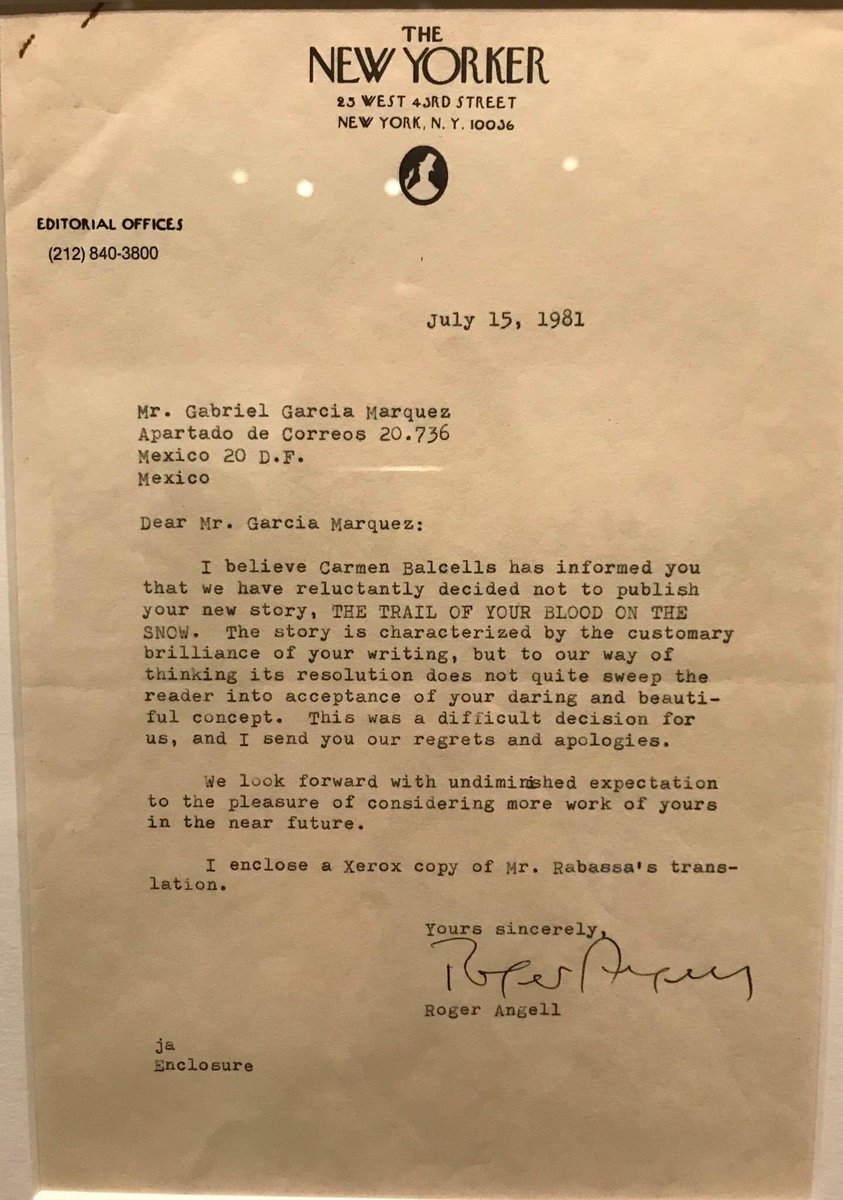 THE
NEW YORKER
25 WEST 43RD STREET
NEW YORK, N. Y. 10036
EDITORIAL OFFICES
(212) 840-3800
July 15, 1981
Mr. Gabriel Garcia Marquez
Apartado de Correos 20.736
Mexico 20 D.F.
Mexico
Dear Mr. Garcia Marquez:
I believe Carmen Balcells has informed you
that we have reluctantly decided not to publish
your new story, THE TRAIL OF YOUR BLOOD ON THE
SNOW. The story is characterized by the customary
brilliance of your writing, but to our way of
thinking its resolution does not quite sweep the
reader into acceptance of your daring and beauti-
ful concept. This was a difficult decision for
us, and I send you our regrets and apologies.
We look forward with undiminished expectation
to the pleasure of considering more work of yours
in the near future.
I enclose a Xerox copy of Mr. Rabassa's trans-
lation.
Yours sincerely,
Roger Angell
Roger Angell
ja
Enclosure